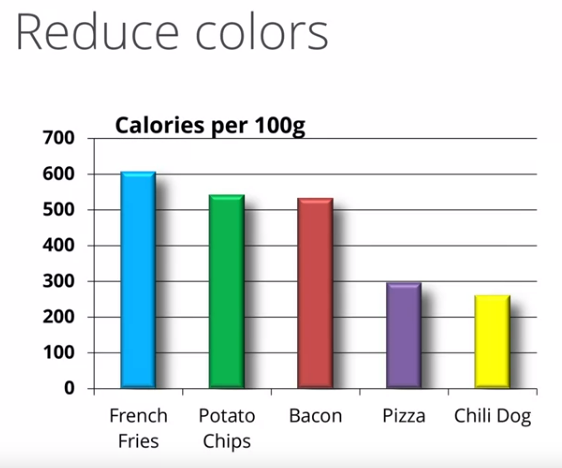 Reduce colors
Calories per 100g
700
600
500
400
300
200
100
0
French Fries
Potato Chips
Bacon
Pizza
Chili Dog